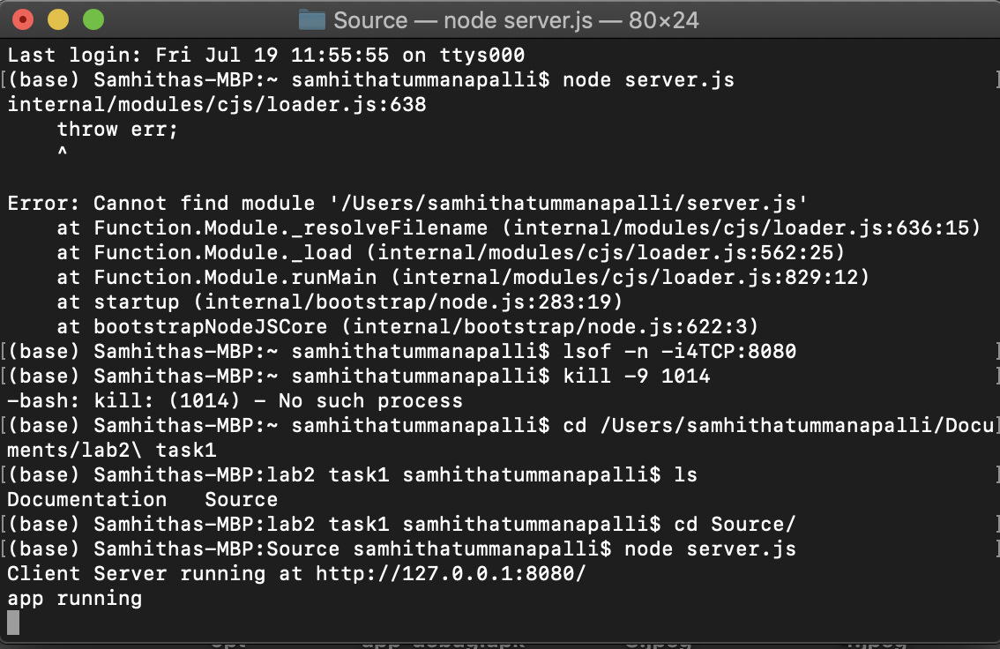 Source — node server.js — 80×24
Last login: Fri Jul 19 11:55:55 on ttys000
[(base) Samhithas-MBP:~ samhithatummanapalli$ node server.js ]
internal/modules/cjs/loader.js:638
    throw err;
    ^
Error: Cannot find module '/Users/samhithatummanapalli/server.js'
    at Function.Module._resolveFilename (internal/modules/cjs/loader.js:636:15)
    at Function.Module._load (internal/modules/cjs/loader.js:562:25)
    at Function.Module.runMain (internal/modules/cjs/loader.js:829:12)
    at startup (internal/bootstrap/node.js:283:19)
    at bootstrapNodeJSCore (internal/bootstrap/node.js:622:3)
[(base) Samhithas-MBP:~ samhithatummanapalli$ lsof -n -i4TCP:8080 ]
[(base) Samhithas-MBP:~ samhithatummanapalli$ kill -9 1014 ]
-bash: kill: (1014) - No such process
[(base) Samhithas-MBP:~ samhithatummanapalli$ cd /Users/samhithatummanapalli/Docu]
ments/lab2\ task1
[(base) Samhithas-MBP:lab2 task1 samhithatummanapalli$ ls ]
Documentation   Source
[(base) Samhithas-MBP:lab2 task1 samhithatummanapalli$ cd Source/ ]
[(base) Samhithas-MBP:Source samhithatummanapalli$ node server.js ]
Client Server running at http://127.0.0.1:8080/
app running